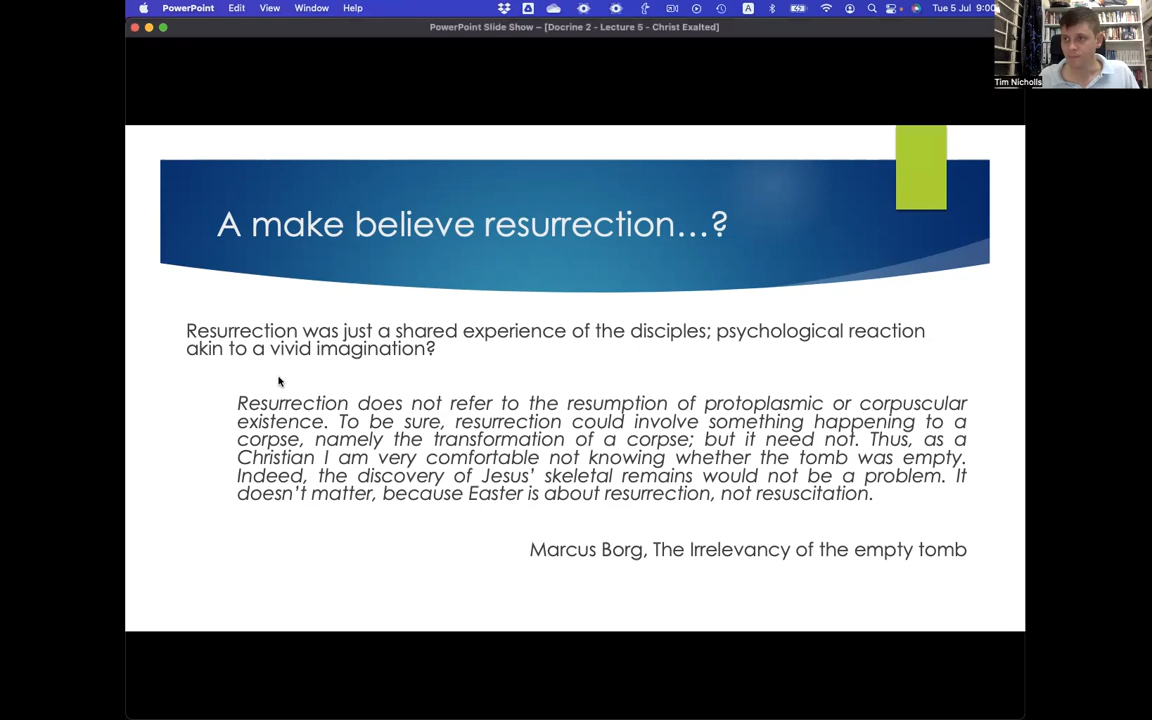 PowerPoint Edit View Window Help
A
Tue 5 Jul 9:00
PowerPoint Slide Show – [Docrine 2 - Lecture 5 - Christ Exalted]
Tim Nicholls
A make believe resurrection...?
Resurrection was just a shared experience of the disciples; psychological reaction
akin to a vivid imagination?
Resurrection does not refer to the resumption of protoplasmic or corpuscular
existence. To be sure, resurrection could involve something happening to a
corpse, namely the transformation of a corpse; but it need not. Thus, as a
Christian I am very comfortable not knowing whether the tomb was empty.
Indeed, the discovery of Jesus’ skeletal remains would not be a problem. It
doesn’t matter, because Easter is about resurrection, not resuscitation.
Marcus Borg, The Irrelevancy of the empty tomb